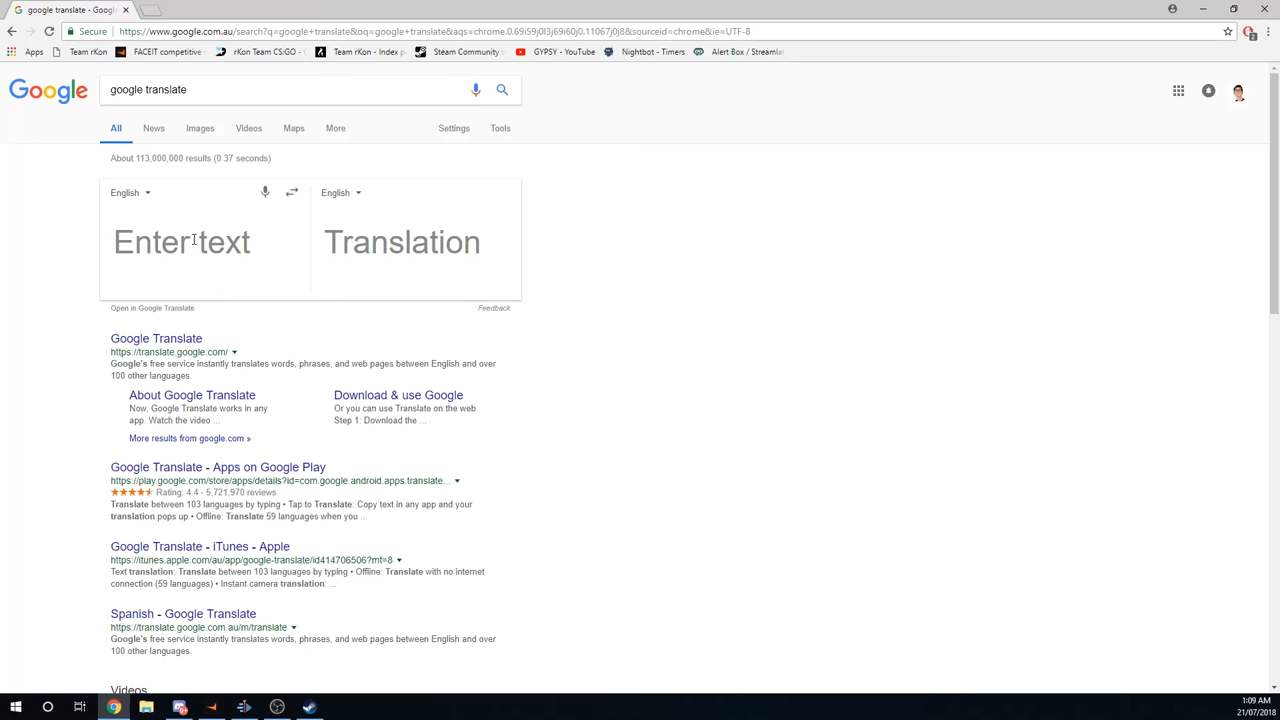 google translate - Google
Secure
https://www.google.com.au/search?q=google+translate&oq=google+translate&aqs=chrome.0.69i59j0l3j69i60j0.11067j0j8&sourceid=chrome&ie=UTF-8
Apps
Team rKon
FACEIT competitive
rKon Team CS:GO -
Team rKon - Index p
Steam Community :
GYPSY - YouTube
Nightbot - Timers
Alert Box / Streamla
Google
google translate
All
News
Images
Videos
Maps
More
Settings
Tools
About 113,000,000 results (0.37 seconds)
English
English
Enter text
Translation
Open in Google Translate
Feedback
Google Translate
https://translate.google.com/
Google's free service instantly translates words, phrases, and web pages between English and over
100 other languages.
About Google Translate
Now, Google Translate works in any
app. Watch the video ...
Download & use Google
Or you can use Translate on the web.
Step 1: Download the ...
More results from google.com »
Google Translate - Apps on Google Play
https://play.google.com/store/apps/details?id=com.google.android.apps.translate...
Rating: 4.4 - 5,721,970 reviews
Translate between 103 languages by typing • Tap to Translate: Copy text in any app and your
translation pops up • Offline: Translate 59 languages when you ...
Google Translate - iTunes - Apple
https://itunes.apple.com/au/app/google-translate/id414706506?mt=8
Text translation: Translate between 103 languages by typing • Offline: Translate with no internet
connection (59 languages) • Instant camera translation: ...
Spanish - Google Translate
https://translate.google.com.au/m/translate
Google's free service instantly translates words, phrases, and web pages between English and over
100 other languages.
Videos
1:09 AM
21/07/2018